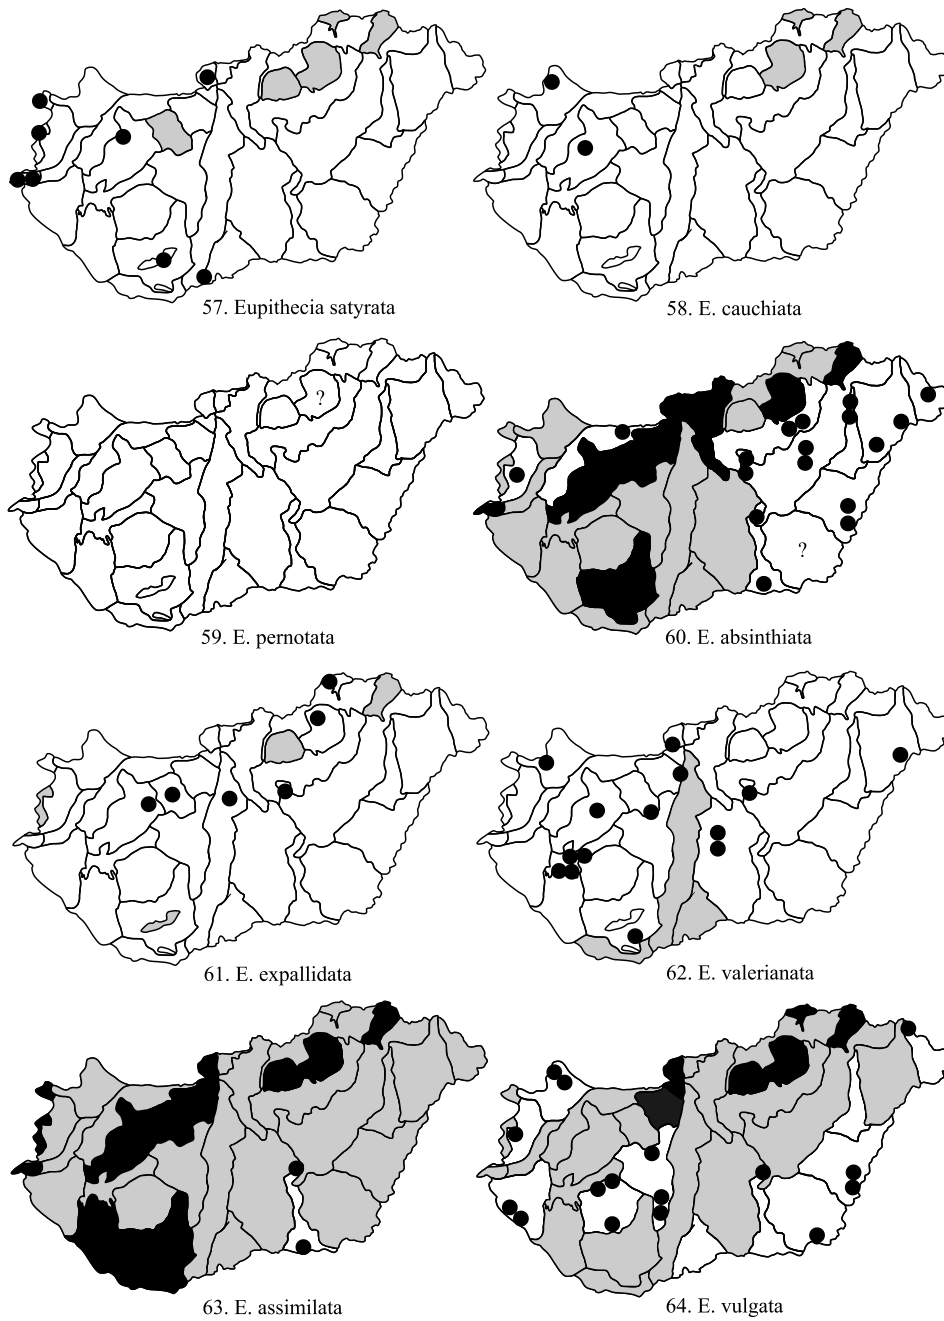 57. Eupithecia satyrata
58. E. cauchiata
?
59. E. pernotata
?
60. E. absinthiata
61. E. expallidata
62. E. valerianata
63. E. assimilata
64. E. vulgata